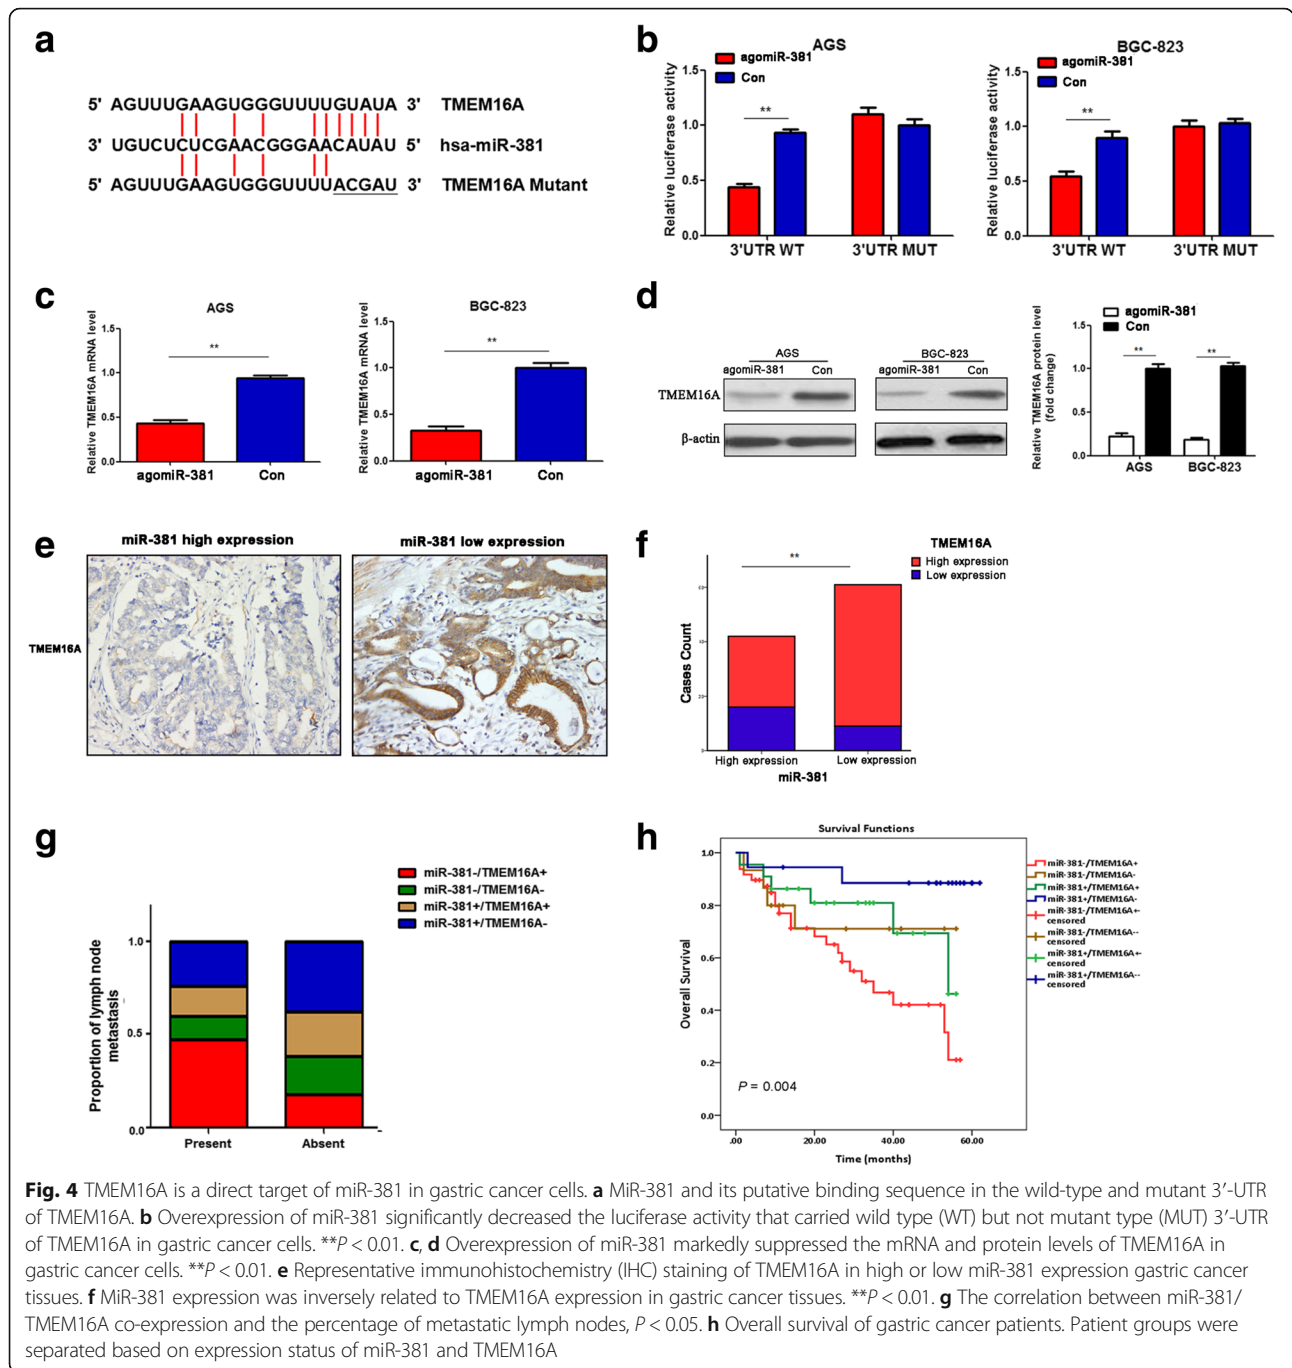 a
5' AGUUUGAAGUGGGUUUUGUAUA 3' TMEM16A
3' UGUCUCUCGAACGGGAACAUAU 5' hsa-miR-381
5' AGUUUGAAGUGGGUUUUACGAU 3' TMEM16A Mutant
b
AGS
agomiR-381
Con
Relative luciferase activity
1.5
1.0
0.5
0.0
**
3'UTR WT 3'UTR MUT
BGC-823
agomiR-381
Con
Relative luciferase activity
1.5
1.0
0.5
0.0
**
3'UTR WT 3'UTR MUT
c
AGS
Relative TMEM16A mRNA level
1.5
1.0
0.5
0.0
**
agomiR-381 Con
BGC-823
Relative TMEM16A mRNA level
1.5
1.0
0.5
0.0
**
agomiR-381 Con
d
AGS BGC-823
agomiR-381 Con agomiR-381 Con
TMEM16A
β-actin
agomiR-381
Con
Relative TMEM16A protein level
(fold change)
1.5
1.0
0.5
0.0
** **
AGS BGC-823
e
miR-381 high expression miR-381 low expression
TMEM16A
f
TMEM16A
High expression
Low expression
**
Cases Count
High expression Low expression
miR-381
g
miR-381-/TMEM16A+
miR-381-/TMEM16A-
miR-381+/TMEM16A+
miR-381+/TMEM16A-
Proportion of lymph node
metastasis
1.0
0.5
0.0
Present Absent
h
Survival Functions
Overall Survival
1.0
0.8
0.6
0.4
0.2
0.0
P = 0.004
.00 20.00 40.00 60.00
Time (months)
miR-381-/TMEM16A+
miR-381-/TMEM16A-
miR-381+/TMEM16A+
miR-381+/TMEM16A-
miR-381-/TMEM16A+-
censored
miR-381-/TMEM16A--
censored
miR-381+/TMEM16A+-
censored
miR-381+/TMEM16A--
censored
Fig. 4 TMEM16A is a direct target of miR-381 in gastric cancer cells. a MiR-381 and its putative binding sequence in the wild-type and mutant 3′-UTR
of TMEM16A. b Overexpression of miR-381 significantly decreased the luciferase activity that carried wild type (WT) but not mutant type (MUT) 3′-UTR
of TMEM16A in gastric cancer cells. **P < 0.01. c, d Overexpression of miR-381 markedly suppressed the mRNA and protein levels of TMEM16A in
gastric cancer cells. **P < 0.01. e Representative immunohistochemistry (IHC) staining of TMEM16A in high or low miR-381 expression gastric cancer
tissues. f MiR-381 expression was inversely related to TMEM16A expression in gastric cancer tissues. **P < 0.01. g The correlation between miR-381/
TMEM16A co-expression and the percentage of metastatic lymph nodes, P < 0.05. h Overall survival of gastric cancer patients. Patient groups were
separated based on expression status of miR-381 and TMEM16A